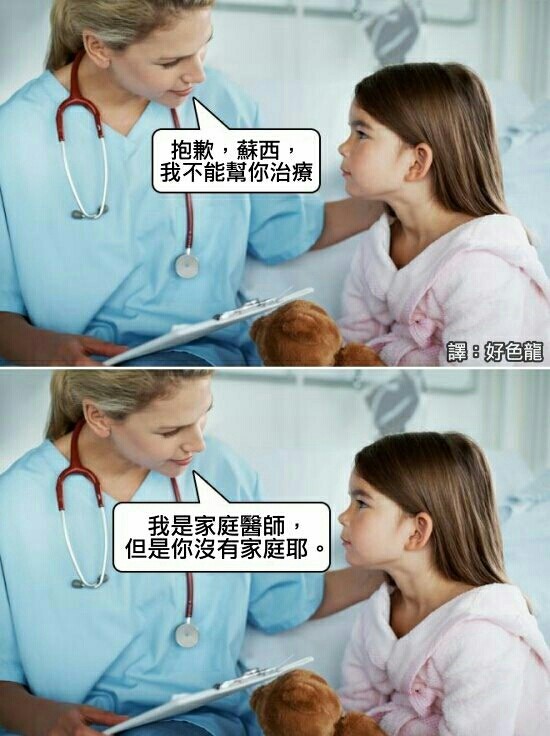 抱歉，蘇西，
我不能幫你治療
譯：好色龍
我是家庭醫師，
但是你沒有家庭耶。